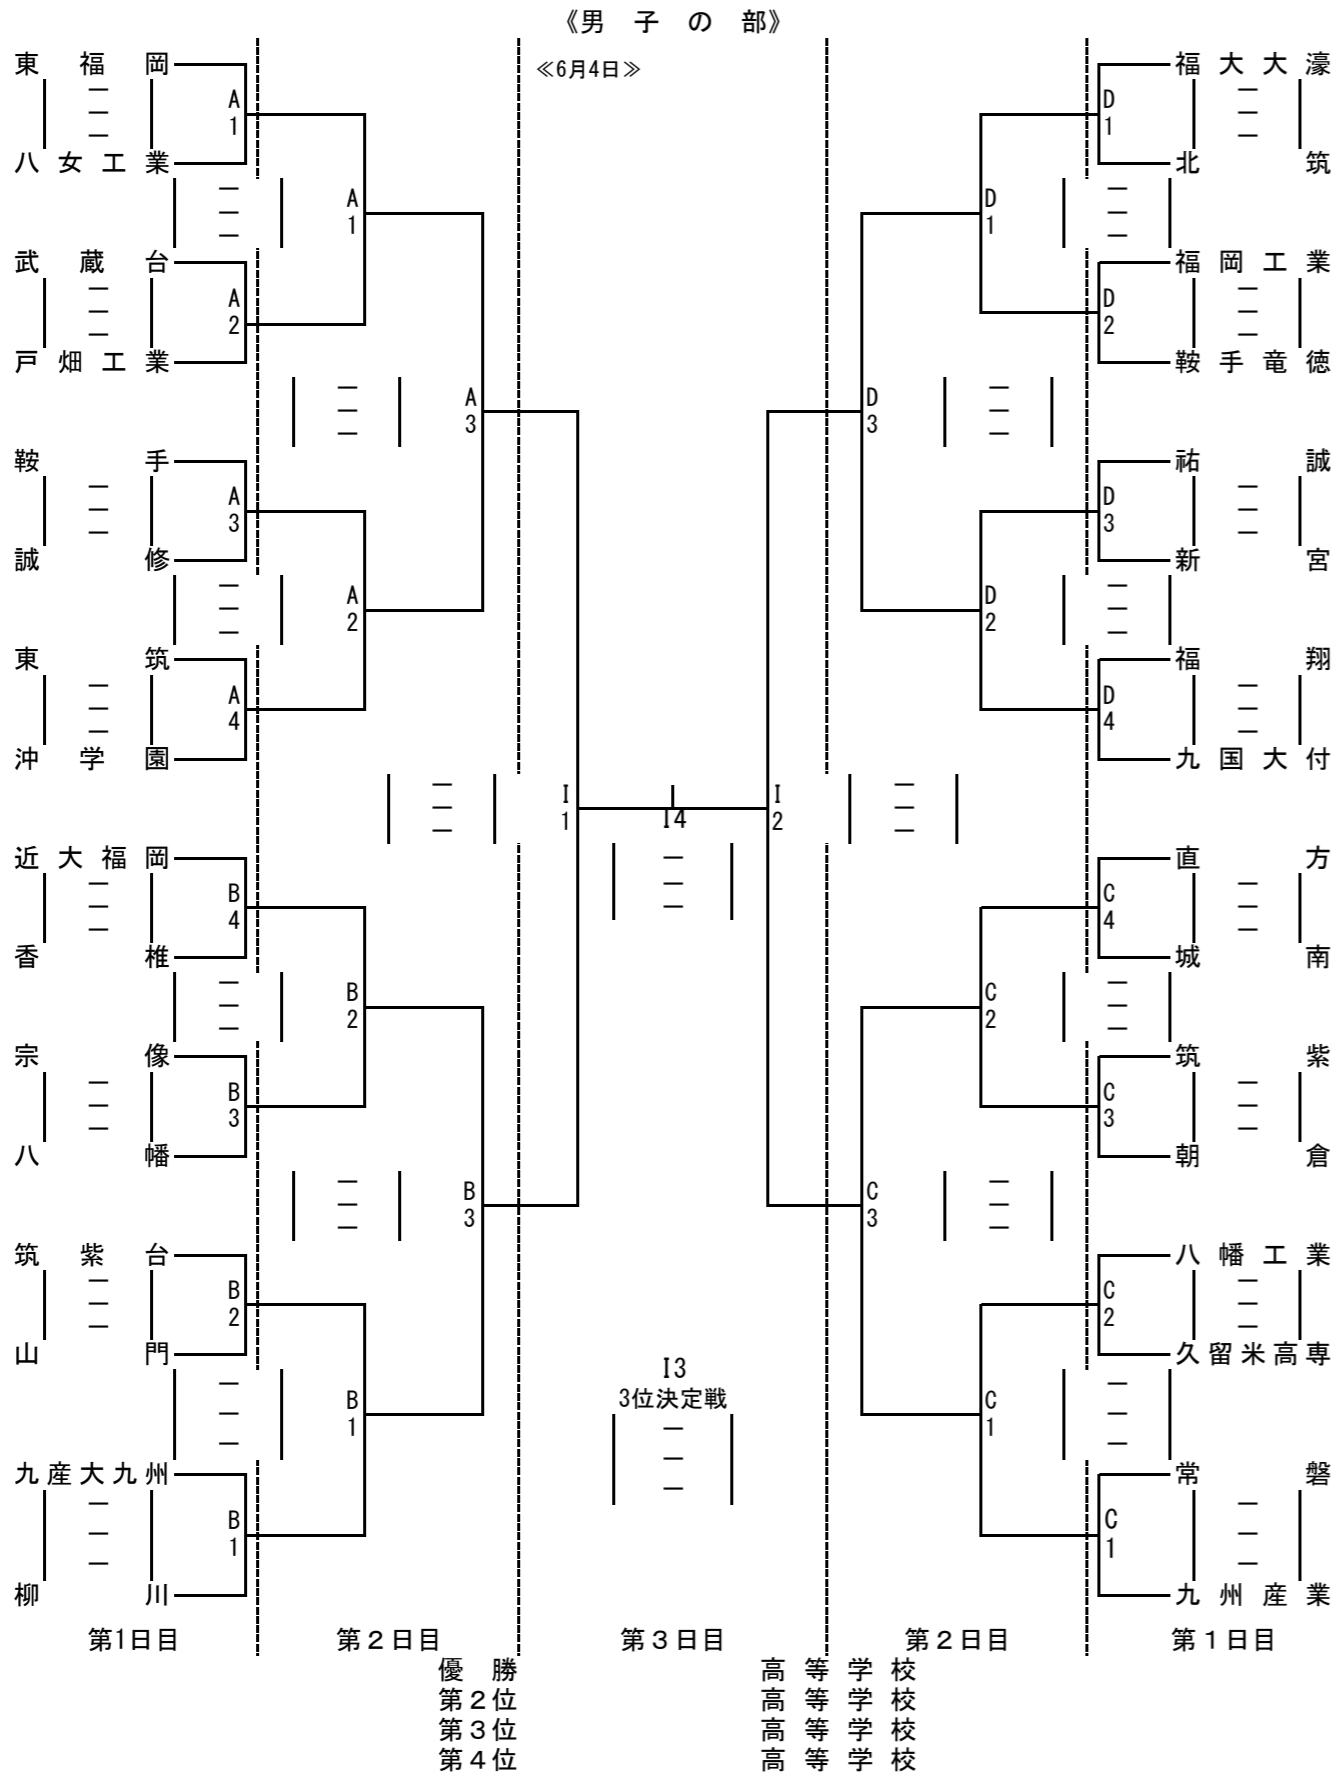 《男 子 の 部》
≪6月4日≫
東福岡
A1
八女工業
A1
武蔵台
A2
戸畑工業
A3
鞍手
A3
誠修
A2
東筑
A4
沖学園
I1
近大福岡
B4
香椎
B2
宗像
B3
八幡
B3
筑紫台
B2
山門
B1
九産大九州
B1
柳川
I4
I3
3位決定戦
福大大濠
D1
北筑
D1
福岡工業
D2
鞍手竜徳
D3
祐誠
D3
新宮
D2
福翔
D4
九国大付
I2
直方
C4
城南
C2
筑紫
C3
朝倉
C3
八幡工業
C2
久留米高専
C1
常磐
C1
九州産業
第1日目 第2日目 第3日目 第2日目 第1日目
優勝 高等学校
第2位 高等学校
第3位 高等学校
第4位 高等学校